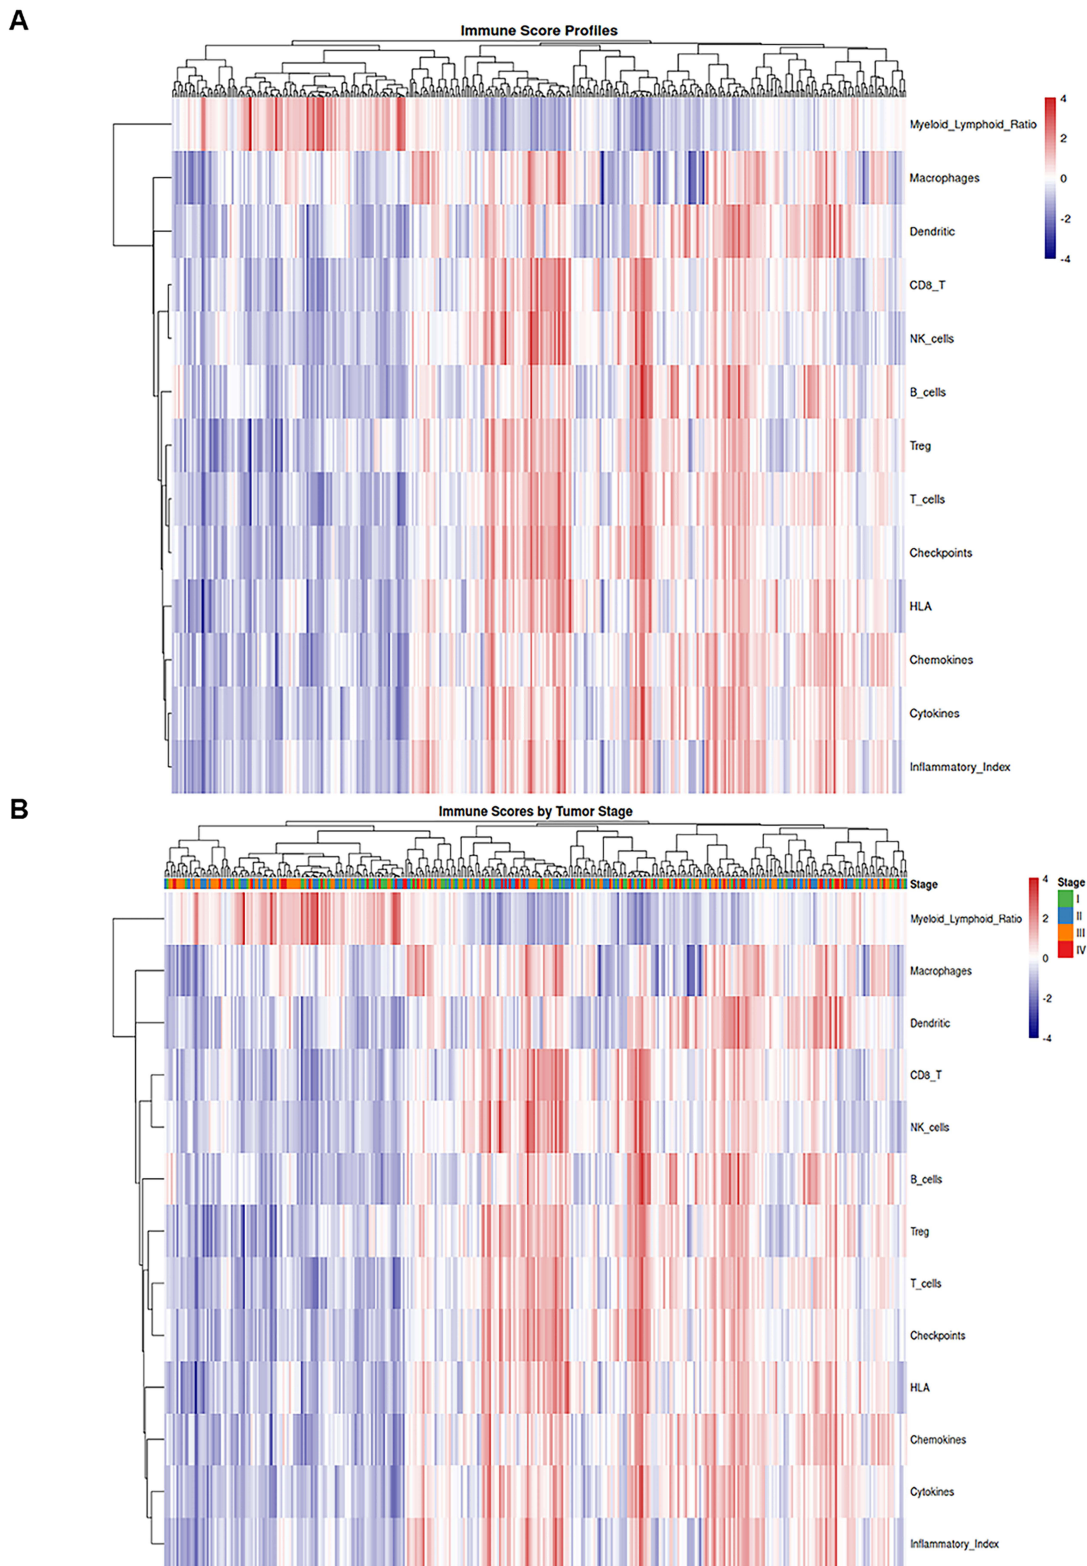 A
Immune Score Profiles
Myeloid_Lymphoid_Ratio
Macrophages
Dendritic
CD8_T
NK_cells
B_cells
Treg
T_cells
Checkpoints
HLA
Chemokines
Cytokines
Inflammatory_Index
4
2
0
-2
-4
B
Immune Scores by Tumor Stage
Stage
Myeloid_Lymphoid_Ratio
Macrophages
Dendritic
CD8_T
NK_cells
B_cells
Treg
T_cells
Checkpoints
HLA
Chemokines
Cytokines
Inflammatory_Index
4
2
0
-2
-4
Stage
I
II
III
IV